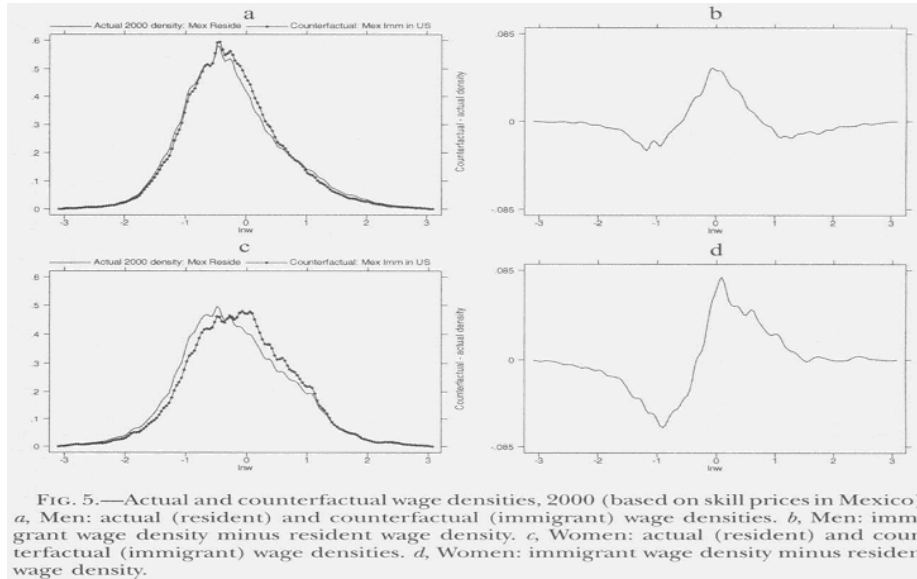 a
Actual 2000 density: Mex Reside Counterfactual: Mex Imm in US
.6
.5
.4
.3
.2
.1
0
-3 -2 -1 0 1 2 3
lnw
b
Counterfactual - actual density
.085
0
-.085
-3 -2 -1 0 1 2 3
lnw
c
Actual 2000 density: Mex Reside Counterfactual: Mex Imm in US
.6
.5
.4
.3
.2
.1
0
-3 -2 -1 0 1 2 3
lnw
d
Counterfactual - actual density
.085
0
-.085
-3 -2 -1 0 1 2 3
lnw
FIG. 5.—Actual and counterfactual wage densities, 2000 (based on skill prices in Mexico)
a, Men: actual (resident) and counterfactual (immigrant) wage densities. b, Men: imm
grant wage density minus resident wage density. c, Women: actual (resident) and coun
terfactual (immigrant) wage densities. d, Women: immigrant wage density minus residen
wage density.